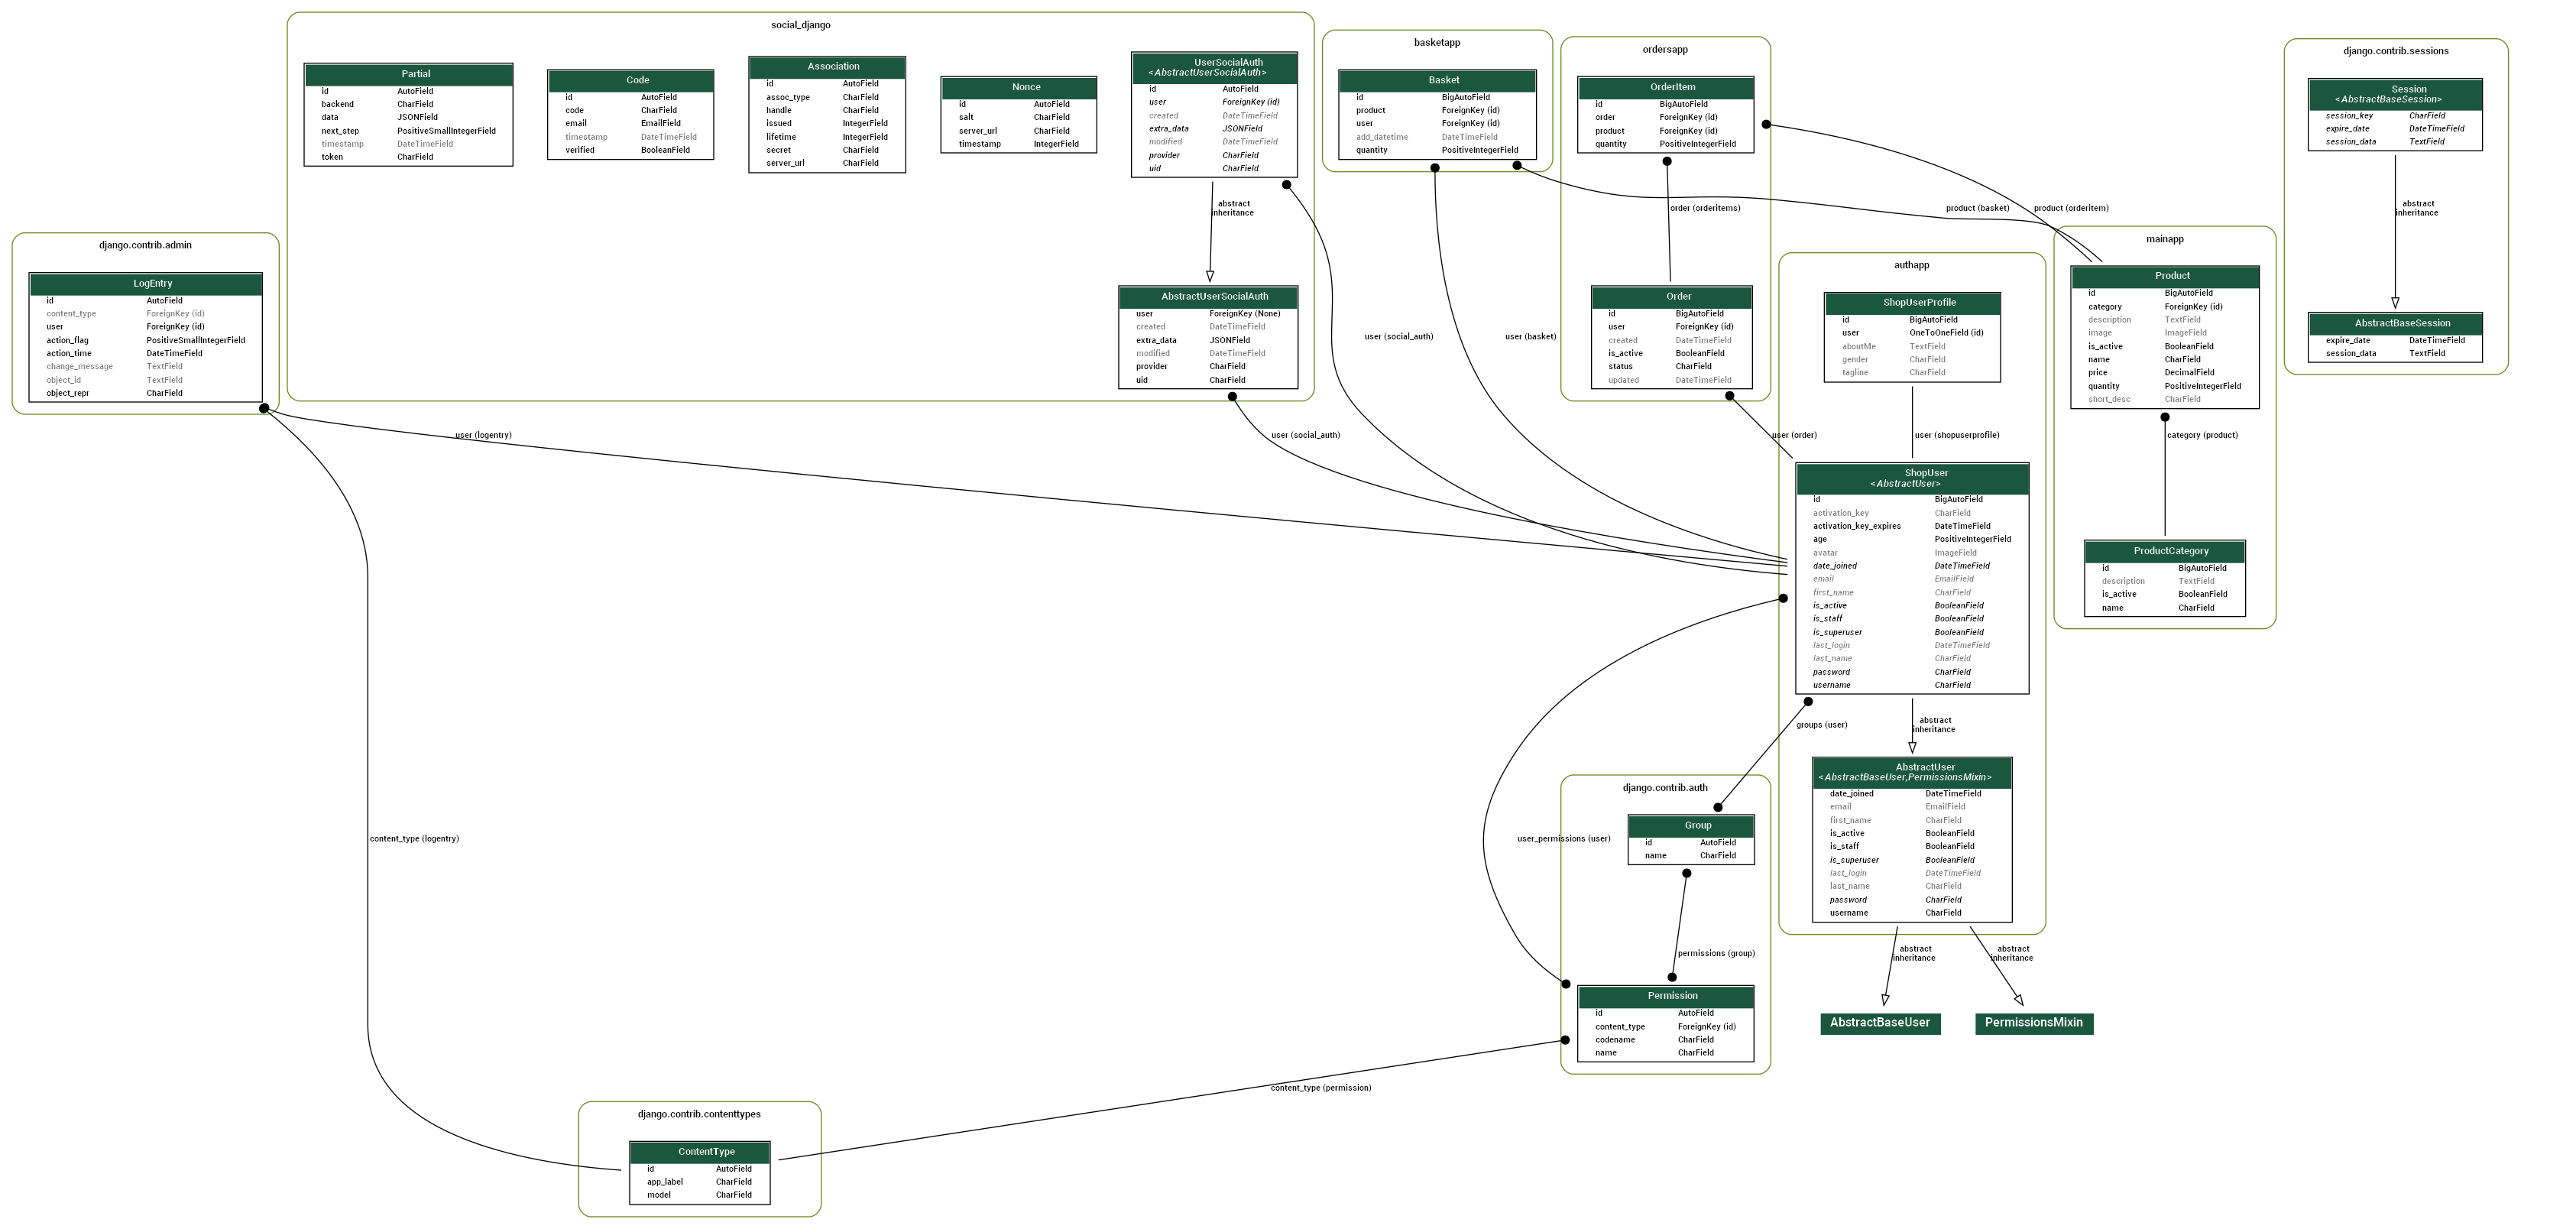 social_django
Partial
id AutoField
backend CharField
data JSONField
next_step PositiveSmallIntegerField
timestamp DateTimeField
token CharField
Code
id AutoField
code CharField
email EmailField
timestamp DateTimeField
verified BooleanField
Association
id AutoField
assoc_type CharField
handle CharField
issued IntegerField
lifetime IntegerField
secret CharField
server_url CharField
Nonce
id AutoField
salt CharField
server_url CharField
timestamp IntegerField
UserSocialAuth
<AbstractUserSocialAuth>
id AutoField
user ForeignKey (id)
created DateTimeField
extra_data JSONField
modified DateTimeField
provider CharField
uid CharField
abstract
inheritance
AbstractUserSocialAuth
user ForeignKey (None)
created DateTimeField
extra_data JSONField
modified DateTimeField
provider CharField
uid CharField
basketapp
Basket
id BigAutoField
product ForeignKey (id)
user ForeignKey (id)
add_datetime DateTimeField
quantity PositiveIntegerField
ordersapp
OrderItem
id BigAutoField
order ForeignKey (id)
product ForeignKey (id)
quantity PositiveIntegerField
order (orderitems)
Order
id BigAutoField
user ForeignKey (id)
created DateTimeField
is_active BooleanField
status CharField
updated DateTimeField
product (basket)
product (orderitem)
django.contrib.sessions
Session
<AbstractBaseSession>
session_key CharField
expire_date DateTimeField
session_data TextField
abstract
inheritance
AbstractBaseSession
expire_date DateTimeField
session_data TextField
django.contrib.admin
LogEntry
id AutoField
content_type ForeignKey (id)
user ForeignKey (id)
action_flag PositiveSmallIntegerField
action_time DateTimeField
change_message TextField
object_id TextField
object_repr CharField
mainapp
Product
id BigAutoField
category ForeignKey (id)
description TextField
image ImageField
is_active BooleanField
name CharField
price DecimalField
quantity PositiveIntegerField
short_desc CharField
category (product)
ProductCategory
id BigAutoField
description TextField
is_active BooleanField
name CharField
authapp
ShopUserProfile
id BigAutoField
user OneToOneField (id)
aboutMe TextField
gender CharField
tagline CharField
user (social_auth)
user (basket)
user (logentry)
user (social_auth)
user (order)
user (shopuserprofile)
ShopUser
<AbstractUser>
id BigAutoField
activation_key CharField
activation_key_expires DateTimeField
age PositiveIntegerField
avatar ImageField
date_joined DateTimeField
email EmailField
first_name CharField
is_active BooleanField
is_staff BooleanField
is_superuser BooleanField
last_login DateTimeField
last_name CharField
password CharField
username CharField
groups (user)
abstract
inheritance
AbstractUser
<AbstractBaseUser,PermissionsMixin>
date_joined DateTimeField
email EmailField
first_name CharField
is_active BooleanField
is_staff BooleanField
is_superuser BooleanField
last_login DateTimeField
last_name CharField
password CharField
username CharField
django.contrib.auth
Group
id AutoField
name CharField
content_type (logentry)
user_permissions (user)
permissions (group)
abstract
inheritance
abstract
inheritance
Permission
id AutoField
content_type ForeignKey (id)
codename CharField
name CharField
AbstractBaseUser
PermissionsMixin
content_type (permission)
django.contrib.contenttypes
ContentType
id AutoField
app_label CharField
model CharField